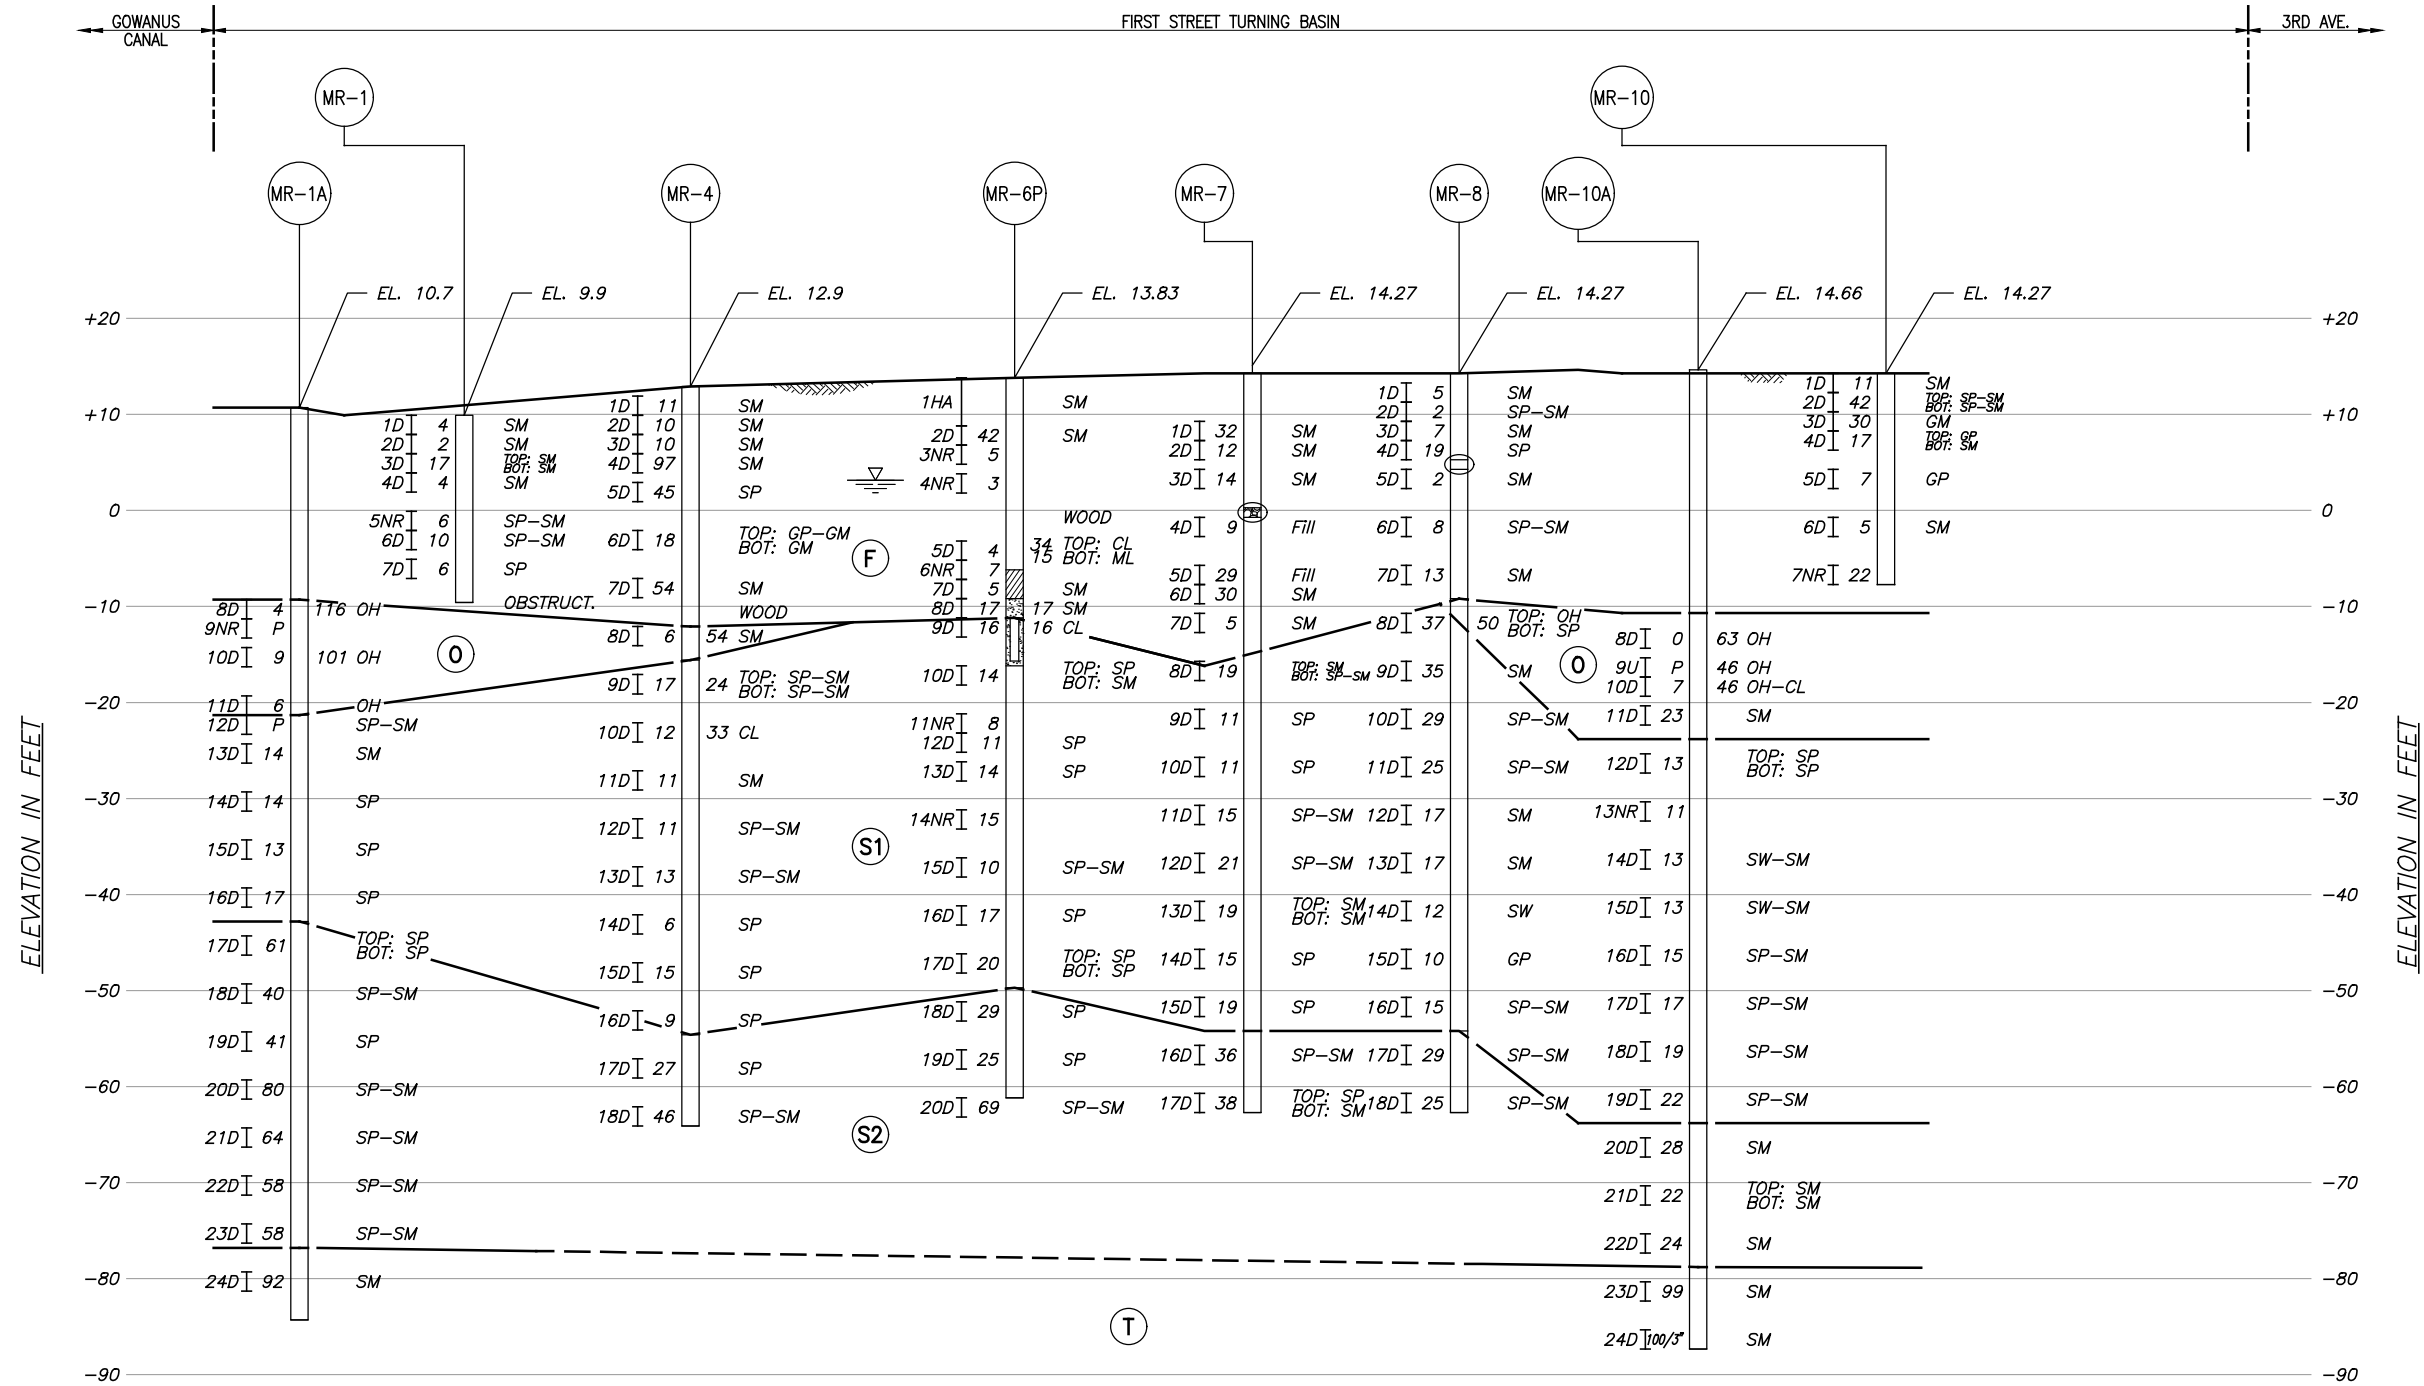 GOWANUS
CANAL
FIRST STREET TURNING BASIN
3RD AVE.
MR-1
MR-10
MR-1A
MR-4
MR-6P
MR-7
MR-8
MR-10A
EL. 10.7
EL. 9.9
EL. 12.9
EL. 13.83
EL. 14.27
EL. 14.27
EL. 14.66
EL. 14.27
ELEVATION IN FEET
+20
+10
0
-10
-20
-30
-40
-50
-60
-70
-80
-90
8D 4 116 OH
9NR P
10D 9 101 OH
11D 6 OH
12D P SP-SM
13D 14 SM
14D 14 SP
15D 13 SP
16D 17 SP
17D 61 TOP: SP
BOT: SP
18D 40 SP-SM
19D 41 SP
20D 80 SP-SM
21D 64 SP-SM
22D 58 SP-SM
23D 58 SP-SM
24D 92 SM
1D 4 SM
2D 2 SM
3D 17 TOP: SM
BOT: SM
4D 4 SM
5NR 6 SP-SM
6D 10 SP-SM
7D 6 SP
OBSTRUCT.
O
1D 11 SM
2D 10 SM
3D 10 SM
4D 97 SM
5D 45 SP
6D 18 TOP: GP-GM
BOT: GM
7D 54 SM
WOOD
8D 6 54 SM
9D 17 24 TOP: SP-SM
BOT: SP-SM
10D 12 33 CL
11D 11 SM
12D 11 SP-SM
13D 13 SP-SM
14D 6 SP
15D 15 SP
16D 9 SP
17D 27 SP
18D 46 SP-SM
F
S1
S2
1HA SM
2D 42 SM
3NR 5
4NR 3
WOOD
5D 4 34 TOP: CL
15 BOT: ML
6NR 7
7D 5 SM
8D 17 17 SM
9D 16 16 CL
10D 14 TOP: SP
BOT: SM
11NR 8
12D 11 SP
13D 14 SP
14NR 15
15D 10 SP-SM
16D 17 SP
17D 20 TOP: SP
BOT: SP
18D 29 SP
19D 25 SP
20D 69 SP-SM
T
1D 32 SM
2D 12 SM
3D 14 SM
4D 9 Fill
5D 29 Fill
6D 30 SM
7D 5 SM
8D 19 TOP: SM
BOT: SP-SM
9D 11 SP
10D 11 SP
11D 15 SP-SM
12D 21 SP-SM
13D 19 TOP: SM
BOT: SM
14D 15 SP
15D 19 SP
16D 36 SP-SM
17D 38 TOP: SP
BOT: SM
1D 5 SM
2D 2 SP-SM
3D 7 SM
4D 19 SP
5D 2 SM
6D 8 SP-SM
7D 13 SM
8D 37 50 TOP: OH
BOT: SP
9D 35 SM
10D 29 SP-SM
11D 25 SP-SM
12D 17 SM
13D 17 SM
14D 12 SW
15D 10 GP
16D 15 SP-SM
17D 29 SP-SM
18D 25 SP-SM
O
8D 0 63 OH
9U P 46 OH
10D 7 46 OH-CL
11D 23 SM
12D 13 TOP: SP
BOT: SP
13NR 11
14D 13 SW-SM
15D 13 SW-SM
16D 15 SP-SM
17D 17 SP-SM
18D 19 SP-SM
19D 22 SP-SM
20D 28 SM
21D 22 TOP: SM
BOT: SM
22D 24 SM
23D 99 SM
24D 100/3" SM
1D 11 SM
2D 42 TOP: SP-SM
BOT: SP-SM
3D 30 GM
4D 17 TOP: GP
BOT: SM
5D 7 GP
6D 5 SM
7NR 22
+20
+10
0
-10
-20
-30
-40
-50
-60
-70
-80
-90
ELEVATION IN FEET